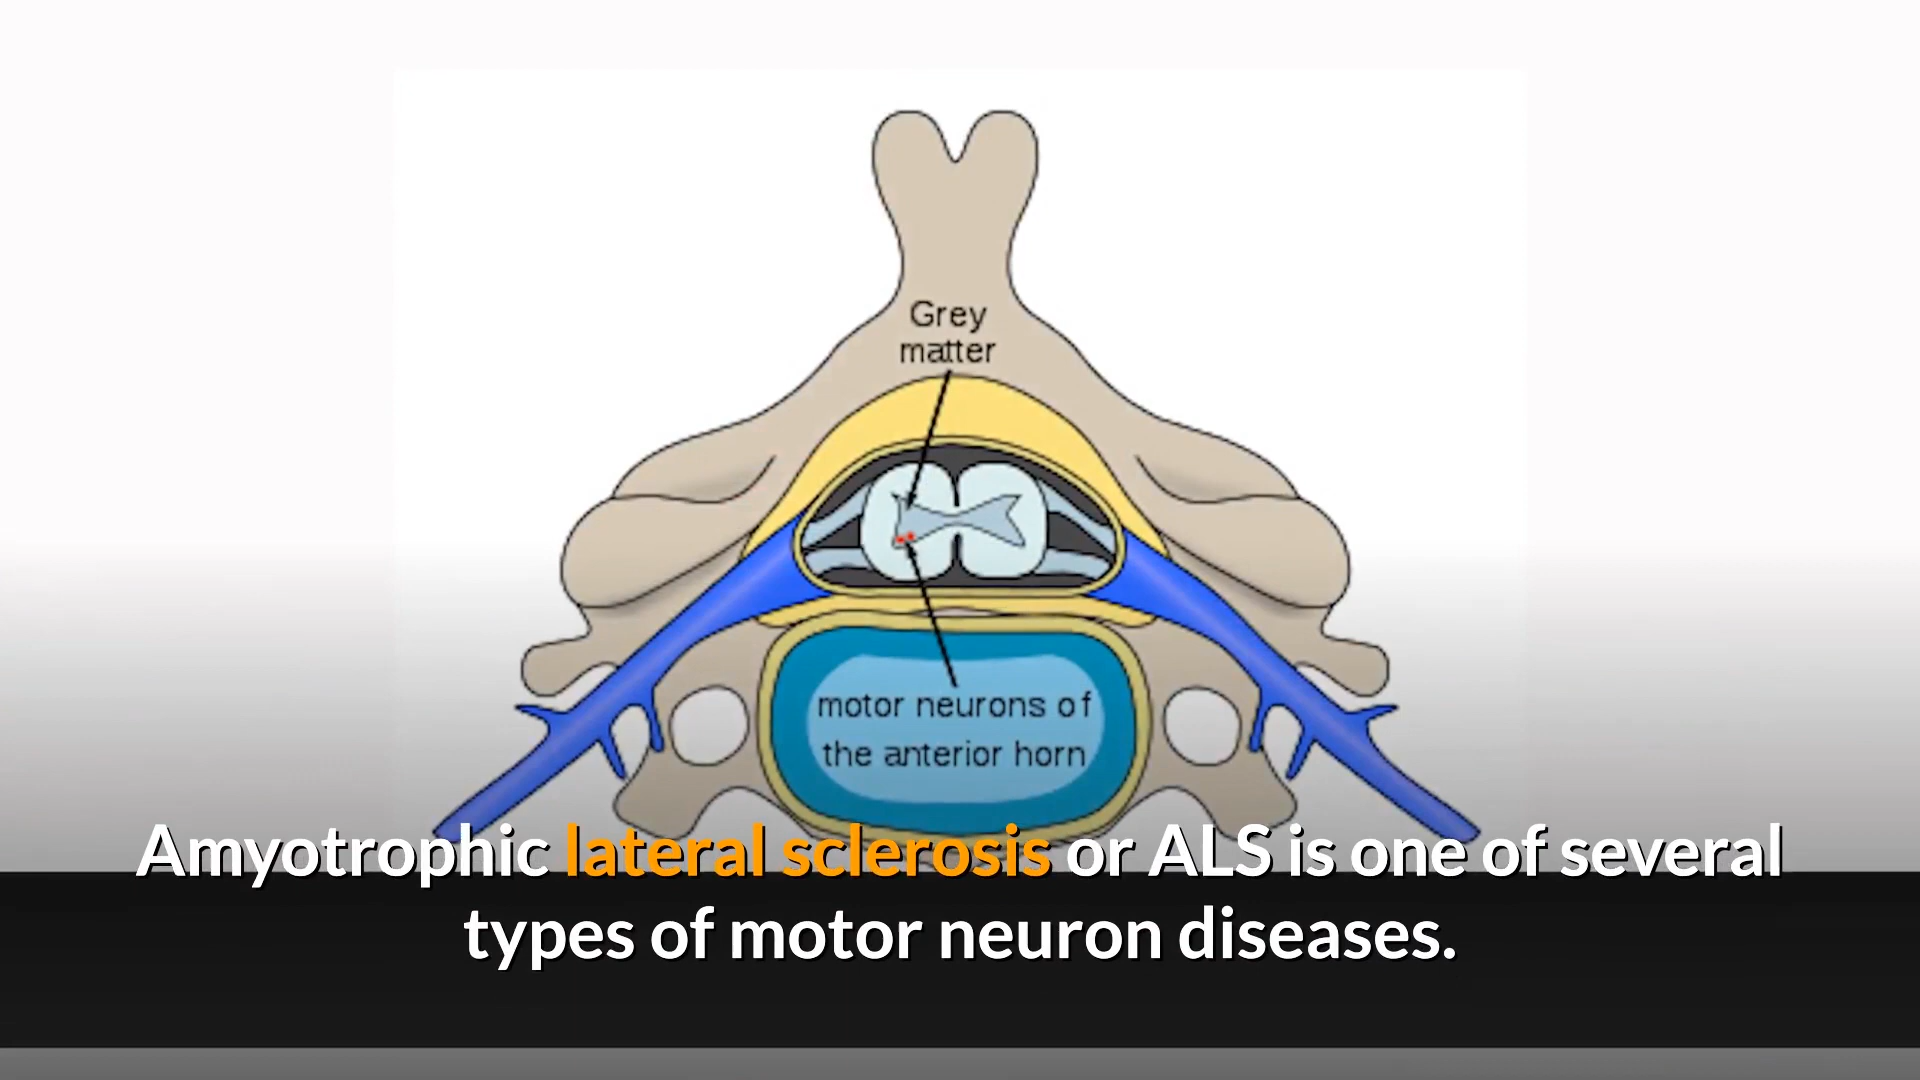 Grey
matter
motor neurons of
the anterior horn
Amyotrophic lateral sclerosis or ALS is one of several
types of motor neuron diseases.